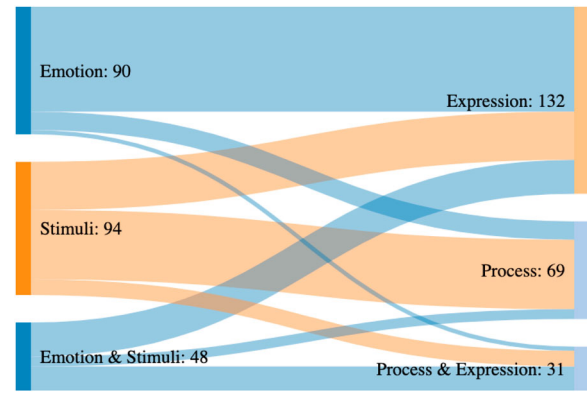 Emotion: 90
Expression: 132
Stimuli: 94
Process: 69
Emotion & Stimuli: 48
Process & Expression: 31